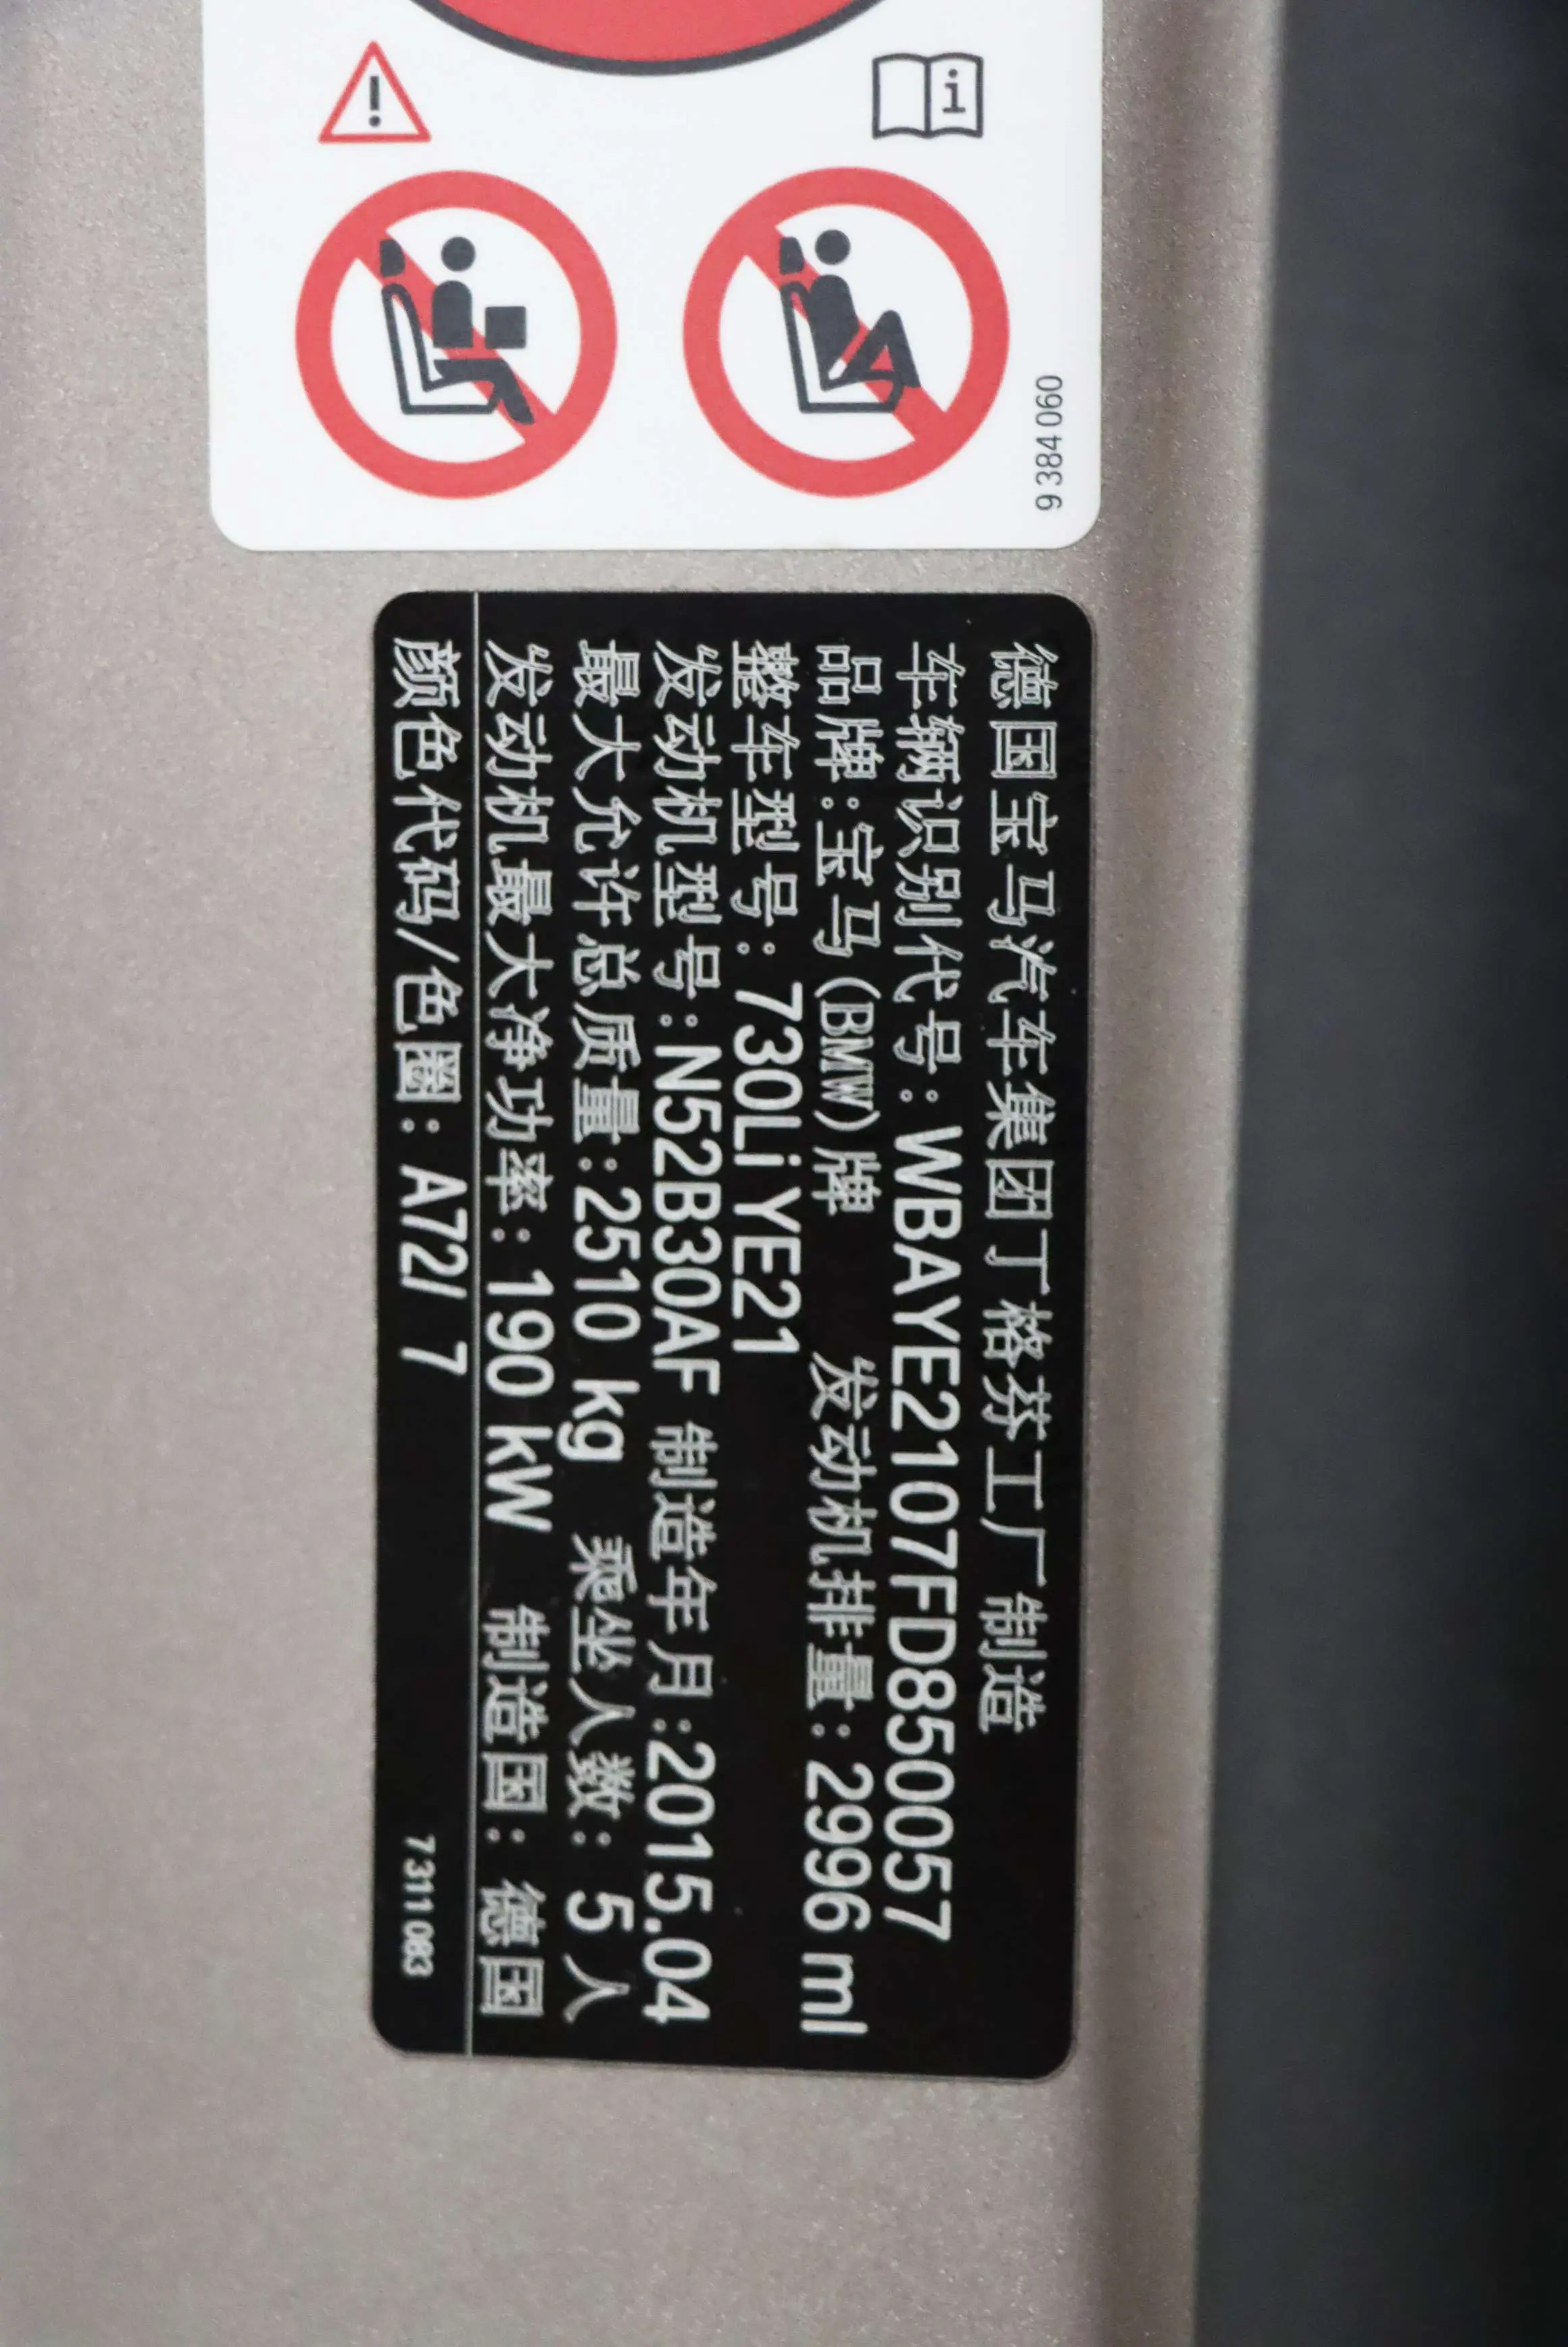 9 384 060
德国宝马汽车集团丁格芬工厂制造
车辆识别代号：WBAYE2107FD850057
品牌：宝马(BMW)牌 发动机排量：2996 ml
整车型号：730Li YE21
发动机型号：N52B30AF 制造年月：2015.04
最大允许总质量：2510 kg 乘坐人数：5 人
发动机最大净功率：190 kW 制造国：德国
颜色代码/色圈：A72/ 7
7 311 083